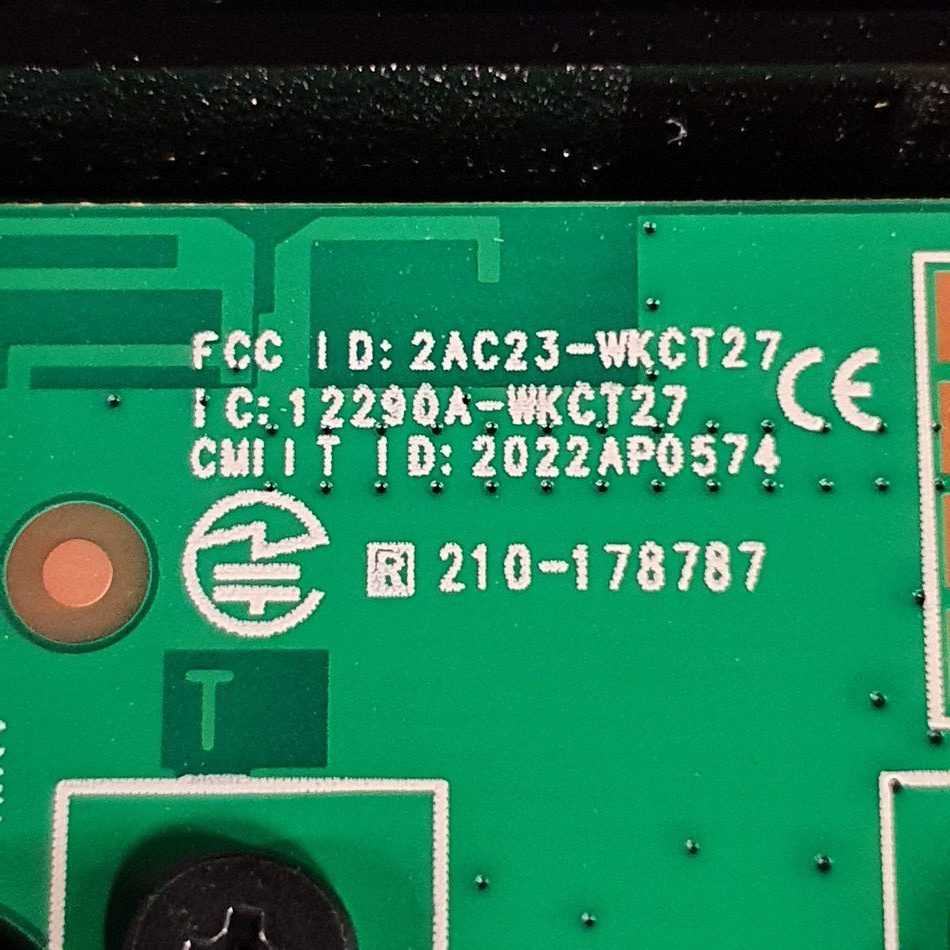 FCC ID:2AC23-WKCT27
IC:12290A-WKCT27
CE
CMIIT ID:2022AP0574
R 210-178787
T